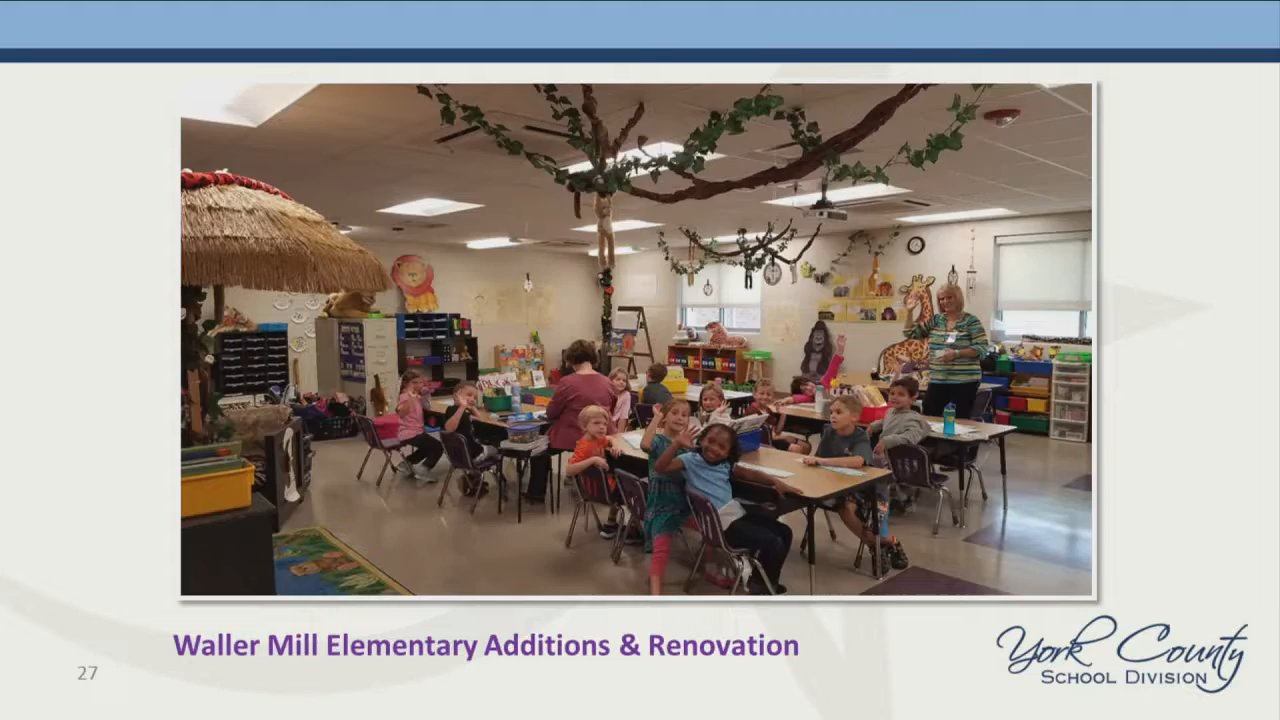 Waller Mill Elementary Additions & Renovation
27
York County
SCHOOL DIVISION